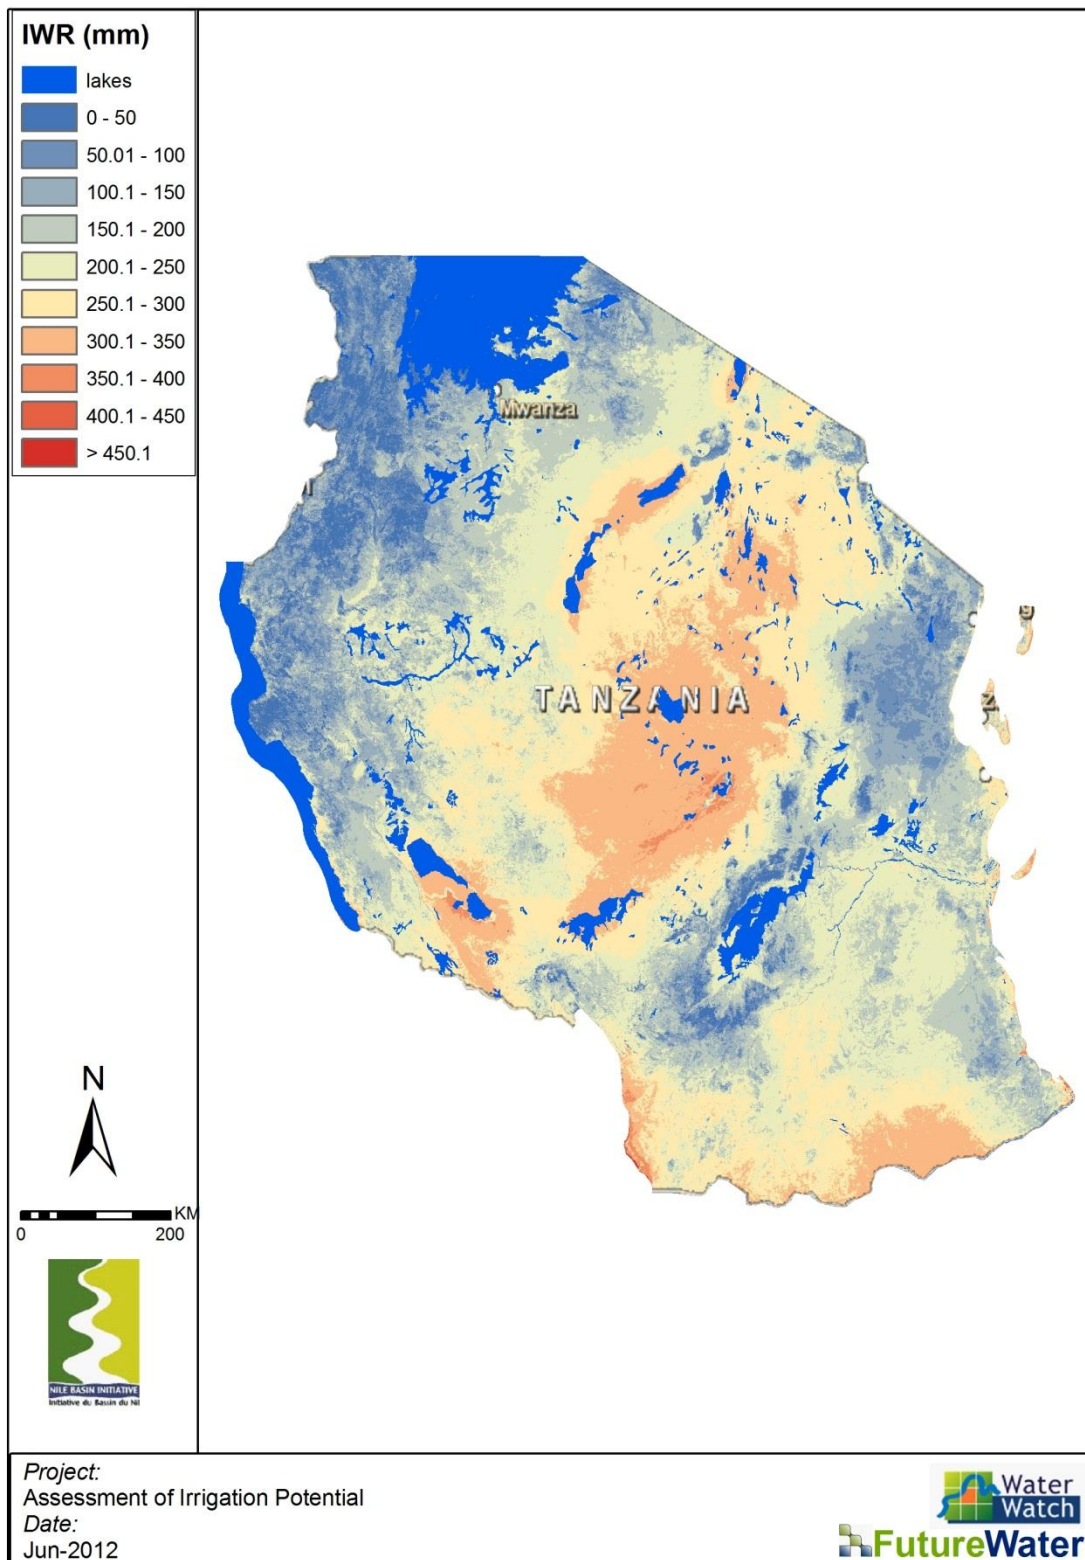 IWR (mm)
lakes
0 - 50
50.01 - 100
100.1 - 150
150.1 - 200
200.1 - 250
250.1 - 300
300.1 - 350
350.1 - 400
400.1 - 450
> 450.1
Mwanza
TANZANIA
N
KM
0 200
NILE BASIN INITIATIVE
Initiative du Bassin du Nil
Project:
Assessment of Irrigation Potential
Date:
Jun-2012
Water
Watch
FutureWater